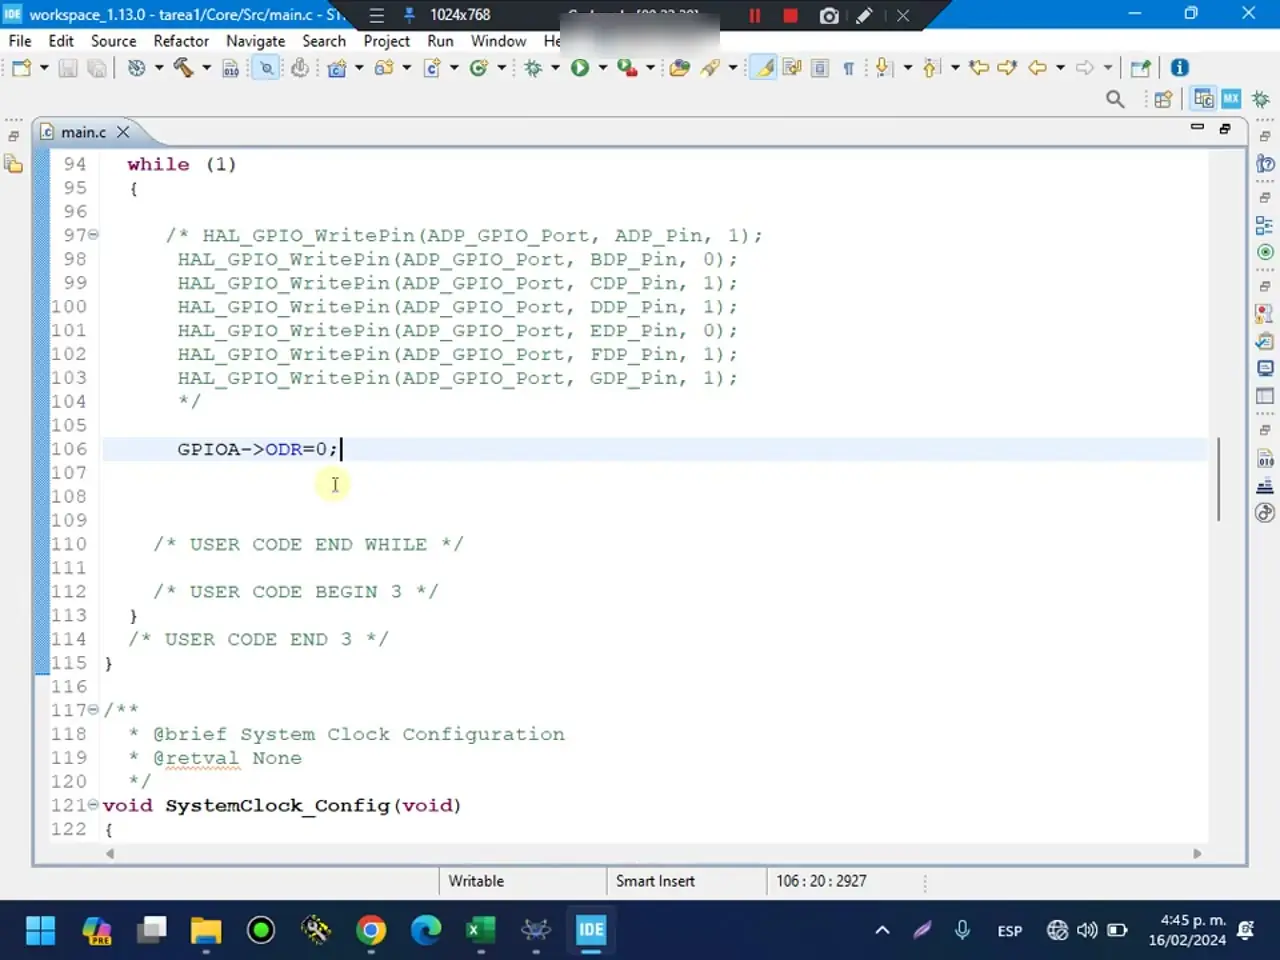 workspace_1.13.0 - tarea1/Core/Src/main.c - ST
1024x768
File Edit Source Refactor Navigate Search Project Run Window He
main.c
94 while (1)
95 {
96
97 /* HAL_GPIO_WritePin(ADP_GPIO_Port, ADP_Pin, 1);
98 HAL_GPIO_WritePin(ADP_GPIO_Port, BDP_Pin, 0);
99 HAL_GPIO_WritePin(ADP_GPIO_Port, CDP_Pin, 1);
100 HAL_GPIO_WritePin(ADP_GPIO_Port, DDP_Pin, 1);
101 HAL_GPIO_WritePin(ADP_GPIO_Port, EDP_Pin, 0);
102 HAL_GPIO_WritePin(ADP_GPIO_Port, FDP_Pin, 1);
103 HAL_GPIO_WritePin(ADP_GPIO_Port, GDP_Pin, 1);
104 */
105
106 GPIOA->ODR=0;
107
108
109
110 /* USER CODE END WHILE */
111
112 /* USER CODE BEGIN 3 */
113 }
114 /* USER CODE END 3 */
115 }
116
117 /**
118 * @brief System Clock Configuration
119 * @retval None
120 */
121 void SystemClock_Config(void)
122 {
Writable Smart Insert 106 : 20 : 2927
IDE
ESP
4:45 p. m.
16/02/2024